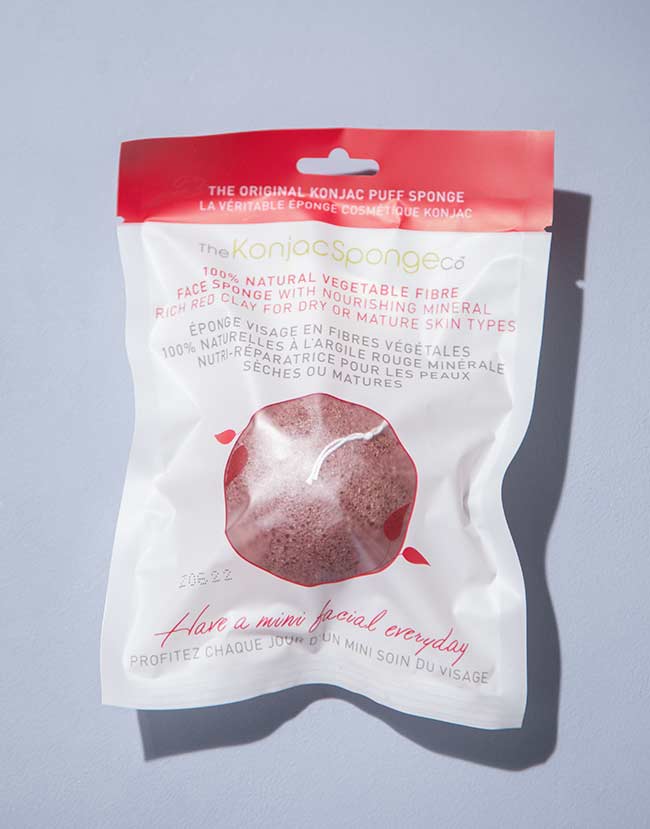 THE ORIGINAL KONJAC PUFF SPONGE
LA VÉRITABLE ÉPONGE COSMÉTIQUE KONJAC
The KonjacSponge Co
100% NATURAL VEGETABLE FIBRE
FACE SPONGE WITH NOURISHING MINERAL
RICH RED CLAY FOR DRY OR MATURE SKIN TYPES
ÉPONGE VISAGE EN FIBRES VÉGÉTALES
100% NATURELLES À L'ARGILE ROUGE MINÉRALE
NUTRI-RÉPARATRICE POUR LES PEAUX
SÈCHES OU MATURES
Have a mini facial everyday
PROFITEZ CHAQUE JOUR D'UN MINI SOIN DU VISAGE